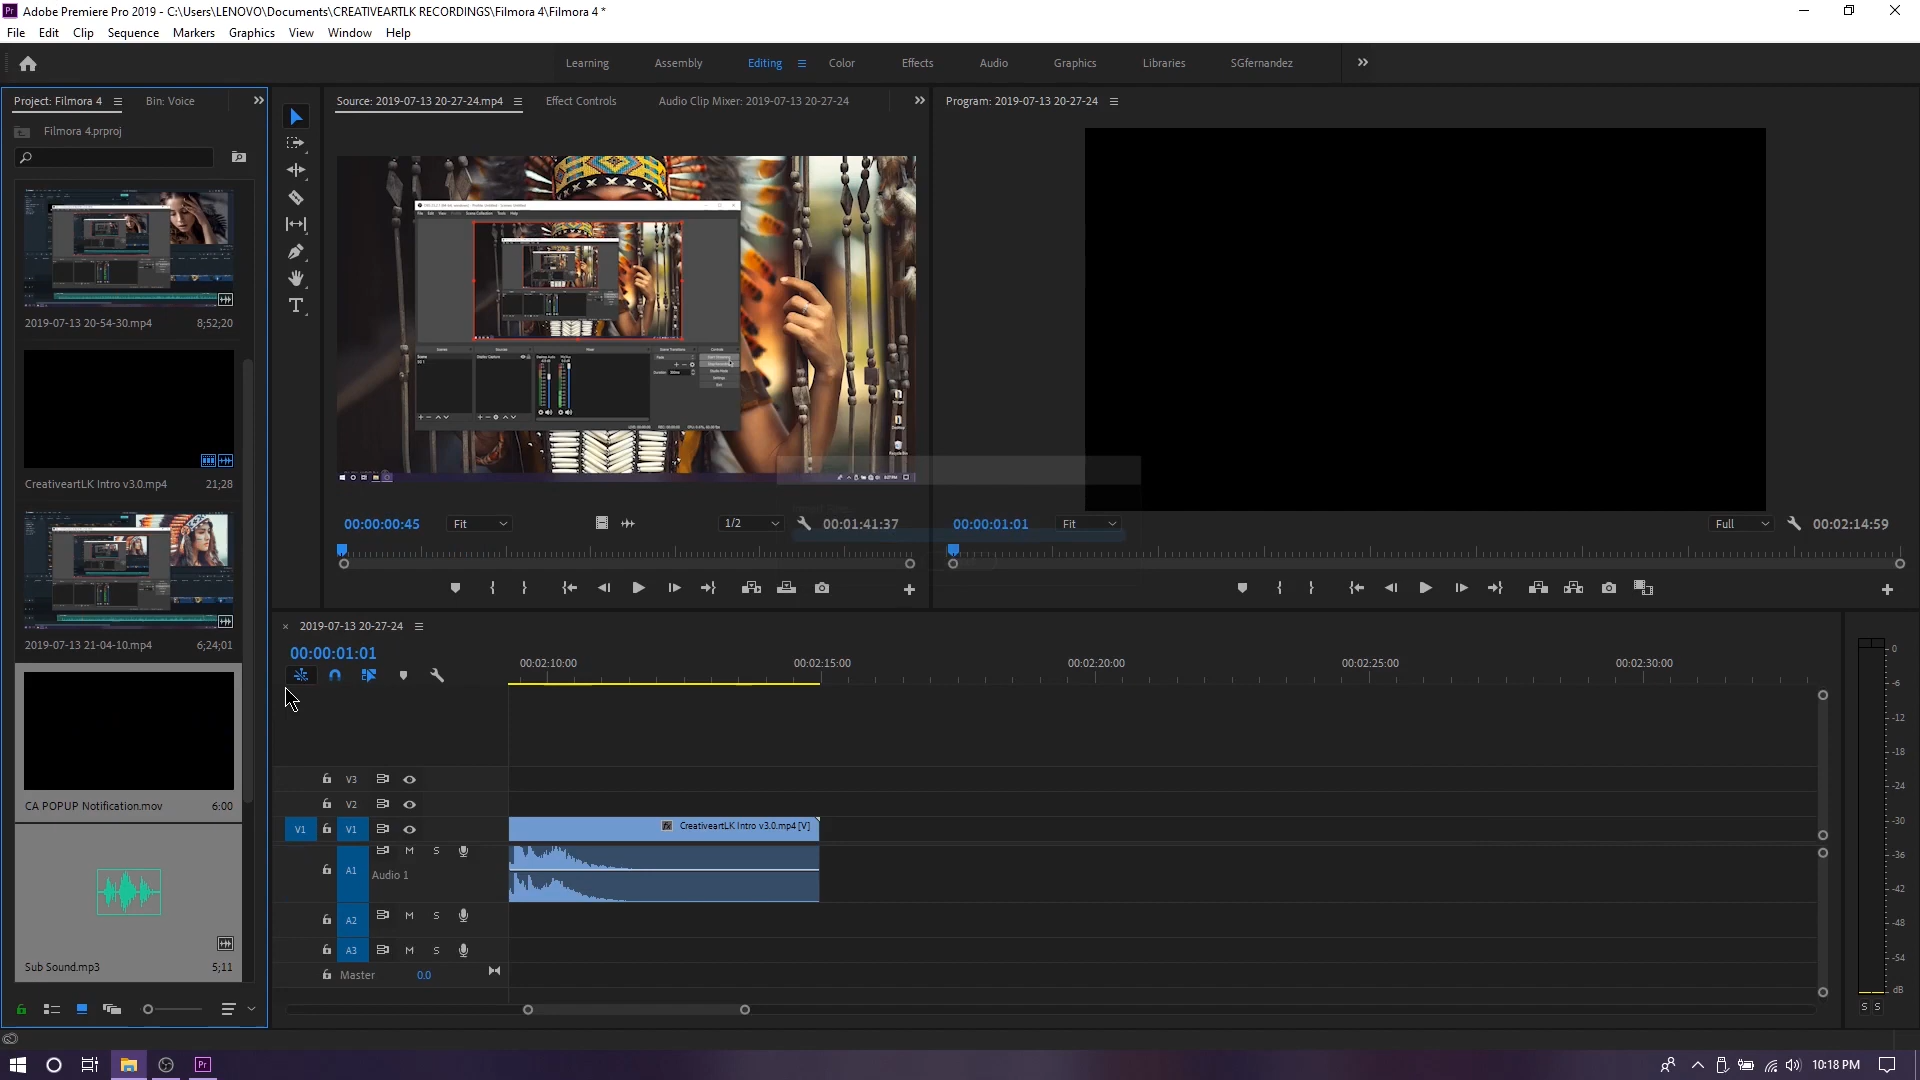 Adobe Premiere Pro 2019 - C:\Users\LENOVO\Documents\CREATIVEARTLK RECORDINGS\Filmora 4\Filmora 4 *
File Edit Clip Sequence Markers Graphics View Window Help
Learning Assembly Editing Color Effects Audio Graphics Libraries SGfernandez
Project: Filmora 4 Bin: Voice
Source: 2019-07-13 20-27-24.mp4 Effect Controls Audio Clip Mixer: 2019-07-13 20-27-24
Program: 2019-07-13 20-27-24
Filmora 4.prproj
2019-07-13 20-54-30.mp4 8;52;20
CreativeartLK Intro v3.0.mp4 21;28
2019-07-13 21-04-10.mp4 6;24;01
CA POPUP Notification.mov 6:00
Sub Sound.mp3 5;11
00:00:00:45 Fit 1/2 00:01:41:37
00:00:01:01 Fit Full 00:02:14:59
2019-07-13 20-27-24
00:00:01:01
00:02:10:00 00:02:15:00 00:02:20:00 00:02:25:00 00:02:30:00
V3
V2
V1 V1 CreativeartLK Intro v3.0.mp4 [V]
A1 M S
Audio 1
A2 M S
A3 M S
Master 0.0
0
-6
-12
-18
-24
-30
-36
-42
-48
-54
dB
S S
10:18 PM